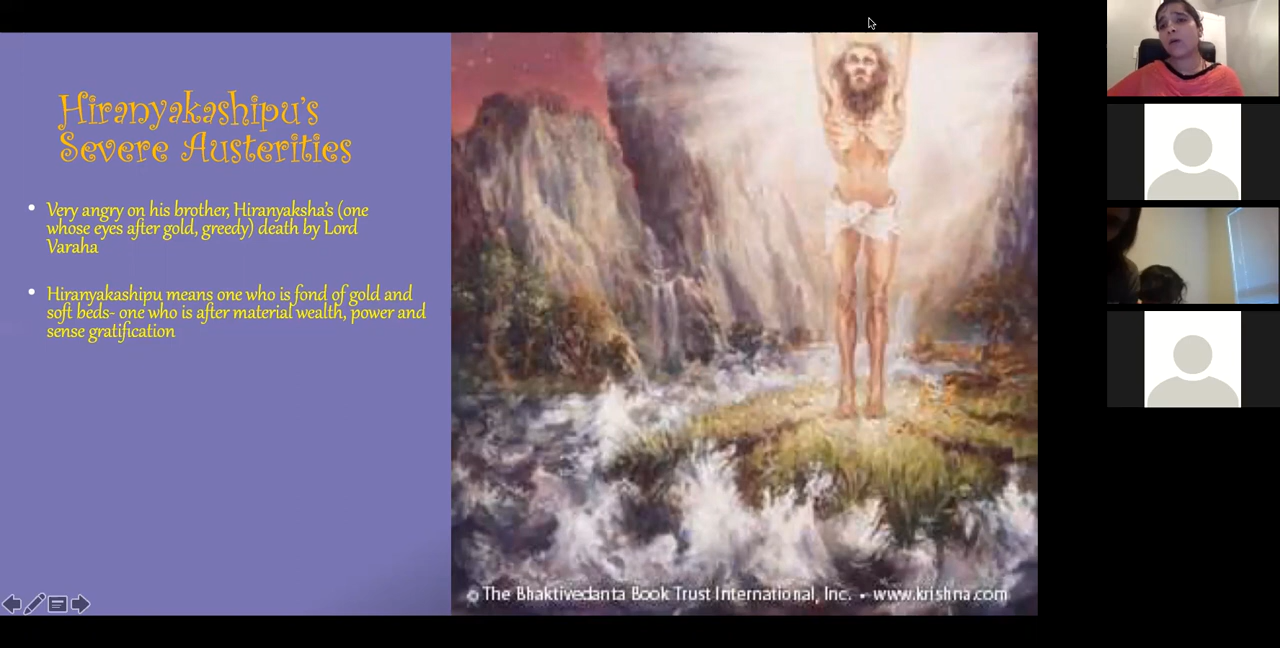 Hiranyakashipu's
Severe Austerities
• Very angry on his brother, Hiranyaksha's (one
whose eyes after gold, greedy) death by Lord
Varaha
• Hiranyakashipu means one who is fond of gold and
soft beds- one who is after material wealth, power and
sense gratification
© The Bhaktivedanta Book Trust International, Inc. • www.krishna.com